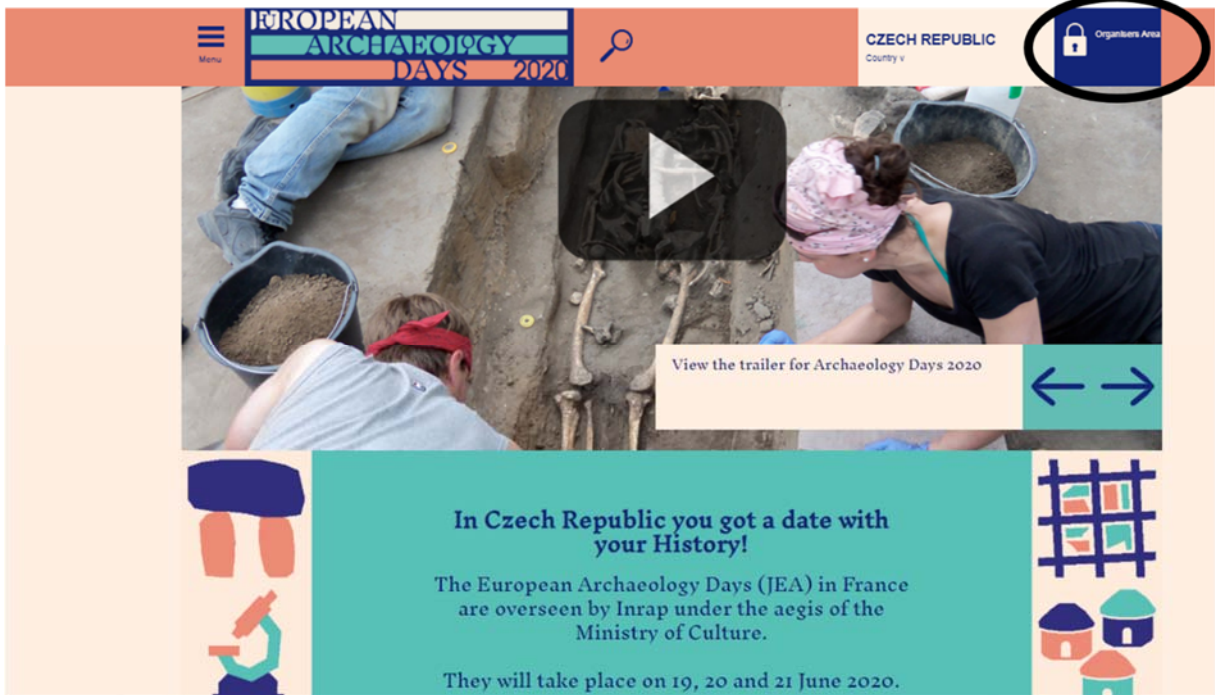 Menu
EUROPEAN
ARCHAEOLOGY
DAYS 2020
CZECH REPUBLIC
Country v
Organisers Area
View the trailer for Archaeology Days 2020
In Czech Republic you got a date with
your History!
The European Archaeology Days (JEA) in France
are overseen by Inrap under the aegis of the
Ministry of Culture.
They will take place on 19, 20 and 21 June 2020.